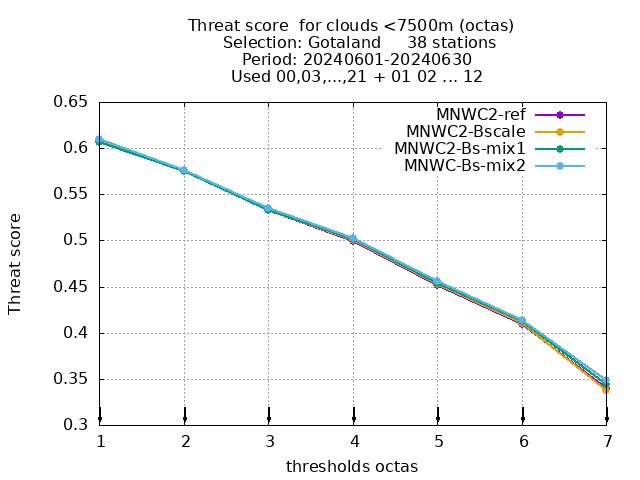 Threat score  for clouds <7500m (octas)
Selection: Gotaland     38 stations
Period: 20240601-20240630
Used 00,03,...,21 + 01 02 ... 12
MNWC2-ref
MNWC2-Bscale
MNWC2-Bs-mix1
MNWC-Bs-mix2
0.65
0.6
0.55
0.5
0.45
0.4
0.35
0.3
Threat score
1 2 3 4 5 6 7
thresholds octas